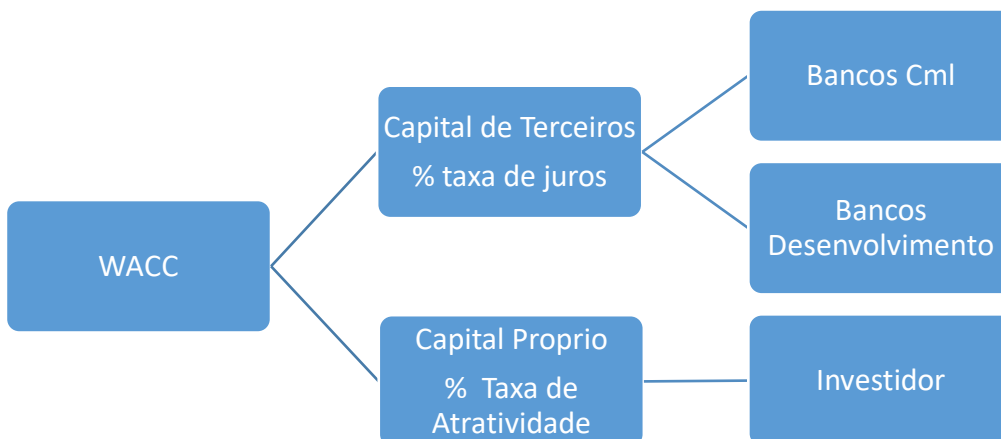 Bancos Cml
Capital de Terceiros
% taxa de juros
Bancos
Desenvolvimento
WACC
Capital Proprio
% Taxa de
Atratividade
Investidor